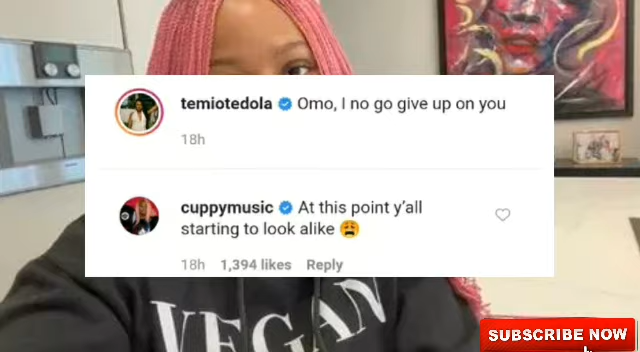 temiotedola Omo, I no go give up on you
18h
cuppymusic At this point y'all
starting to look alike 😩
18h 1,394 likes Reply
VEGAN
SUBSCRIBE NOW